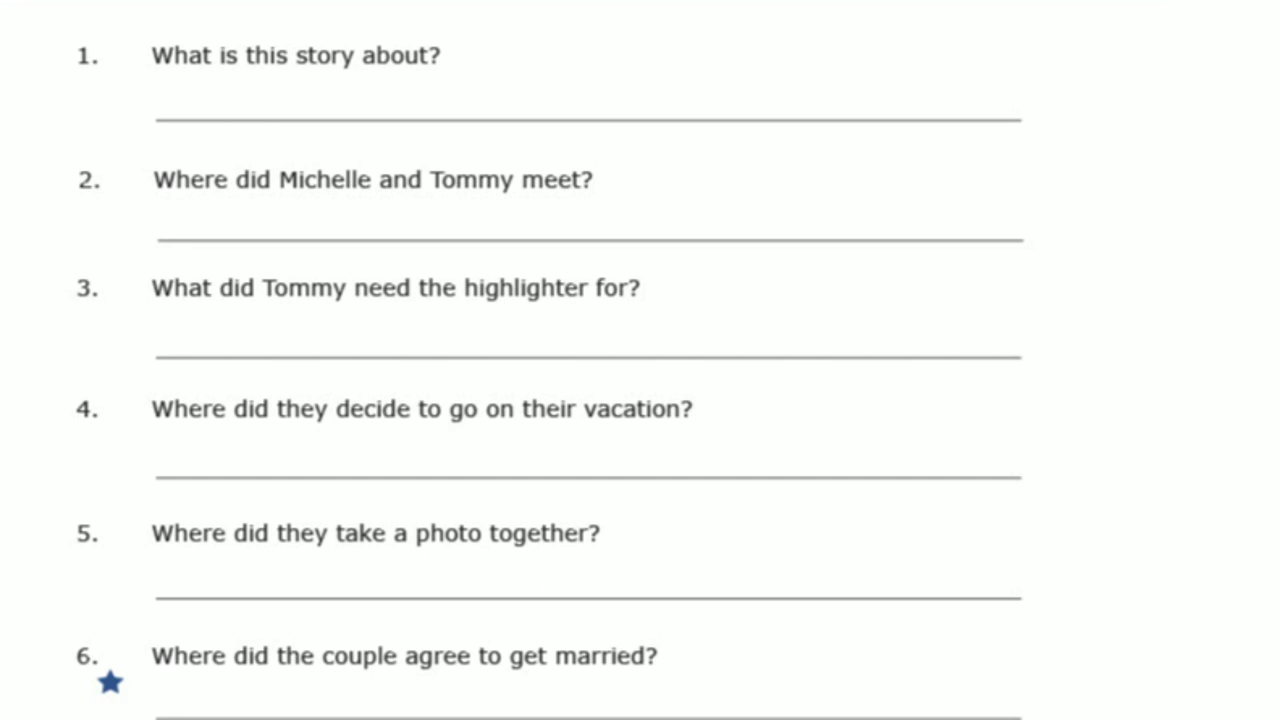 1. What is this story about?
2. Where did Michelle and Tommy meet?
3. What did Tommy need the highlighter for?
4. Where did they decide to go on their vacation?
5. Where did they take a photo together?
6. Where did the couple agree to get married?